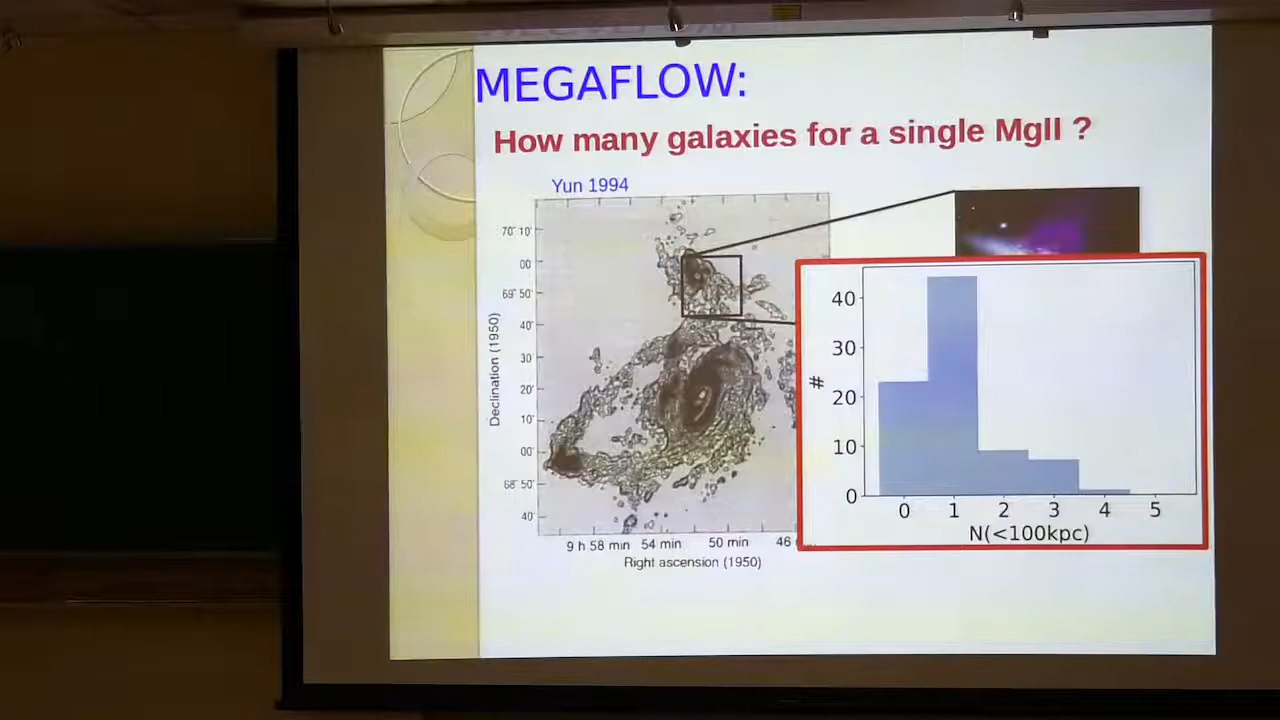 MEGAFLOW:
How many galaxies for a single MgII ?
Yun 1994
70° 10'
00'
69° 50'
40'
30'
20'
10'
00'
68° 50'
40'
Declination (1950)
9 h 58 min 54 min 50 min 46
Right ascension (1950)
40
30
20
10
0
#
0 1 2 3 4 5
N(<100kpc)